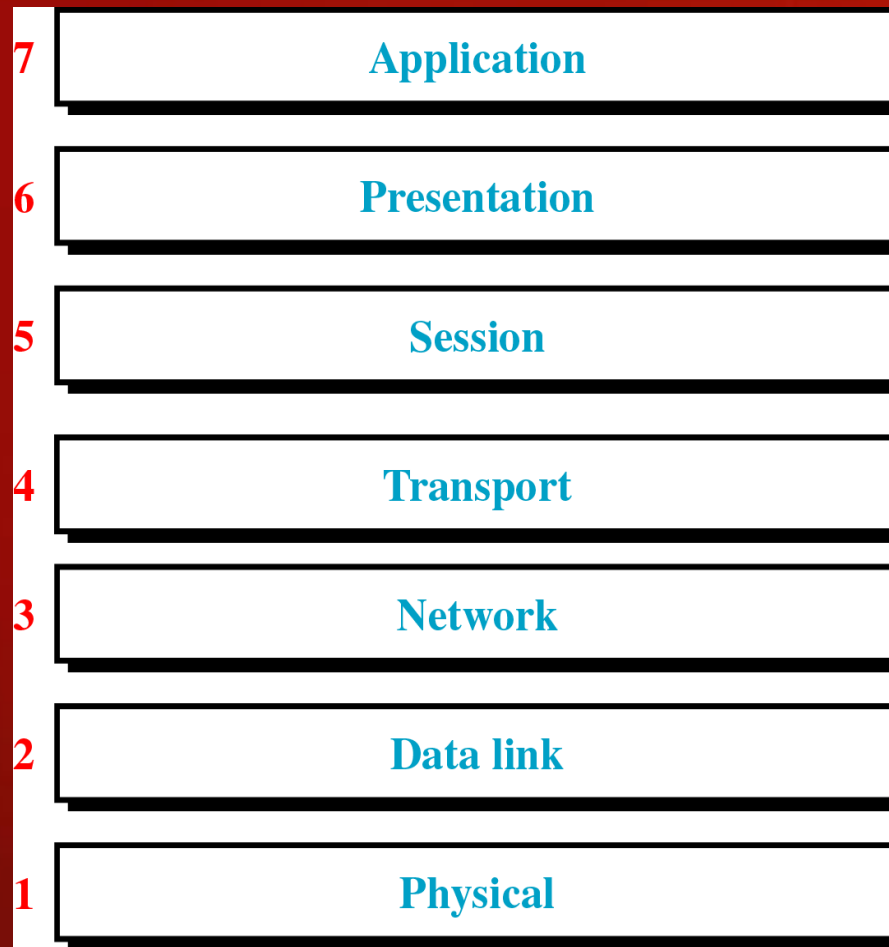 7 Application
6 Presentation
5 Session
4 Transport
3 Network
2 Data link
1 Physical